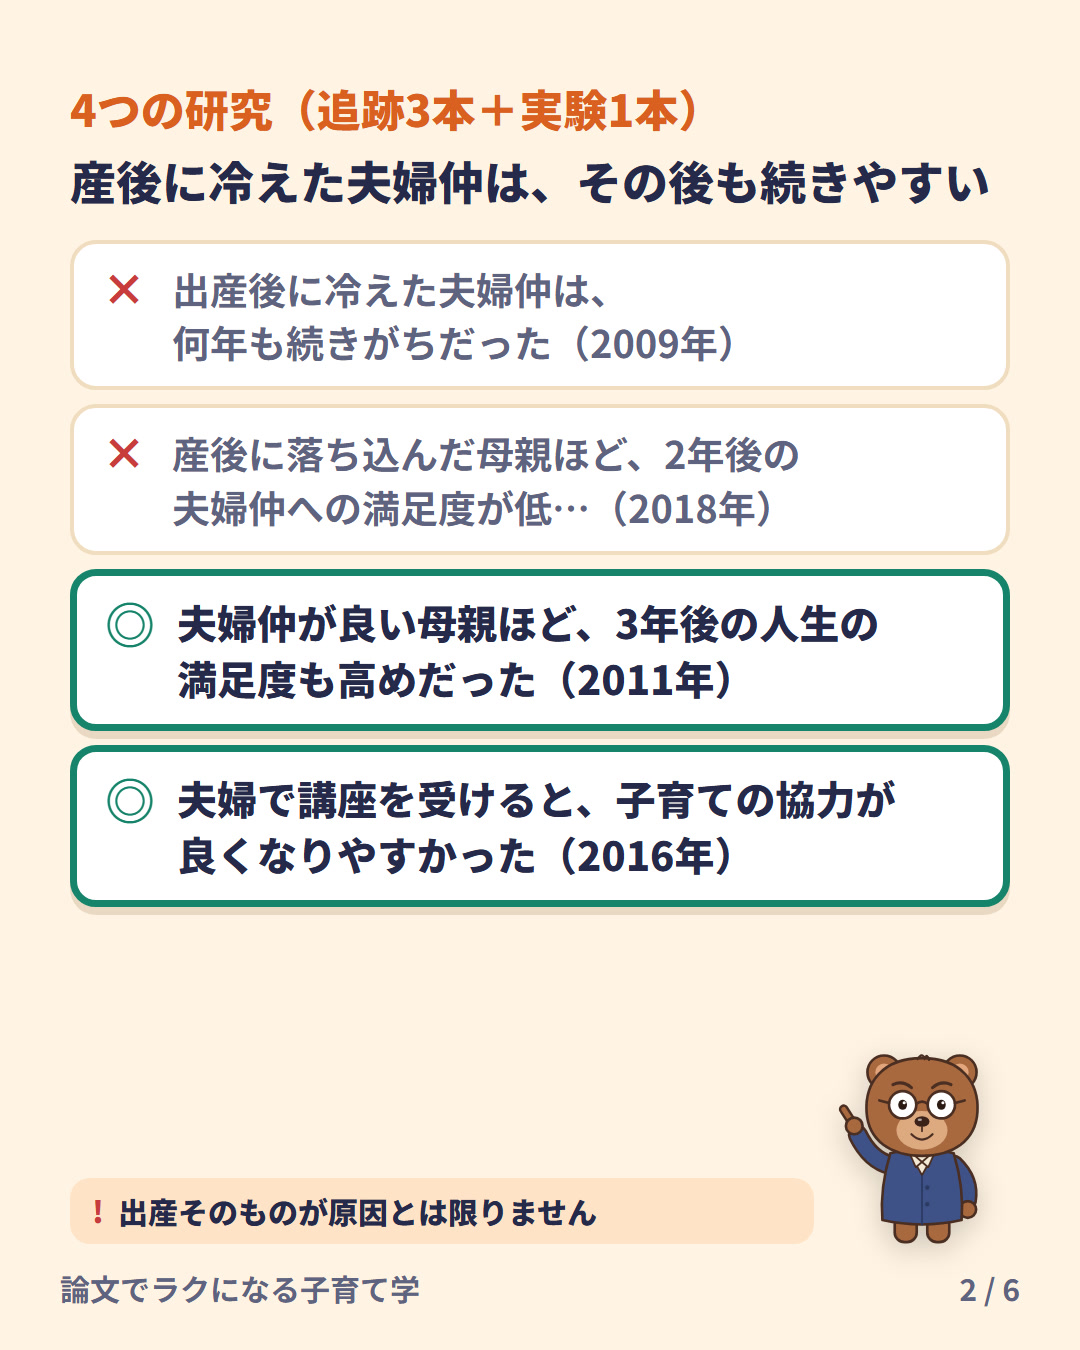 4つの研究（追跡3本＋実験1本）
産後に冷えた夫婦仲は、その後も続きやすい
✕ 出産後に冷えた夫婦仲は、
何年も続きがちだった（2009年）
✕ 産後に落ち込んだ母親ほど、2年後の
夫婦仲への満足度が低…（2018年）
◎ 夫婦仲が良い母親ほど、3年後の人生の
満足度も高めだった（2011年）
◎ 夫婦で講座を受けると、子育ての協力が
良くなりやすかった（2016年）
! 出産そのものが原因とは限りません
論文でラクになる子育て学
2 / 6